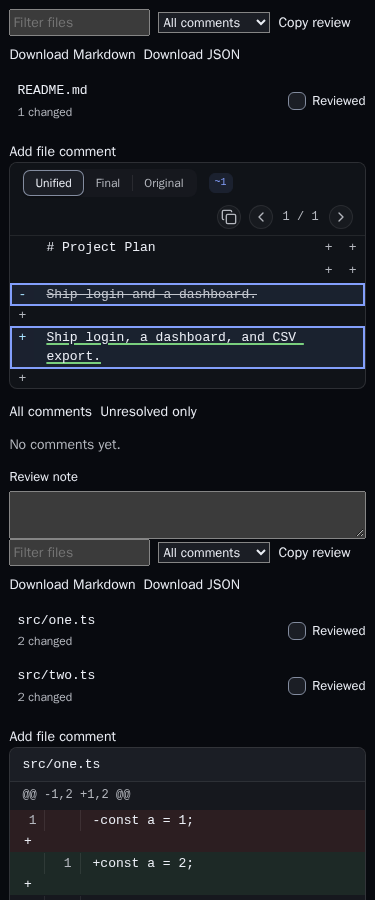 Filter files All comments Copy review
Download Markdown Download JSON
README.md
1 changed
Reviewed
Add file comment
Unified Final Original ~1
1 / 1
# Project Plan + +
+ +
- Ship login and a dashboard.
+
+ Ship login, a dashboard, and CSV
export.
+
All comments Unresolved only
No comments yet.
Review note
Filter files All comments Copy review
Download Markdown Download JSON
src/one.ts
2 changed
Reviewed
src/two.ts
2 changed
Reviewed
Add file comment
src/one.ts
@@ -1,2 +1,2 @@
1 -const a = 1;
+
1 +const a = 2;
+